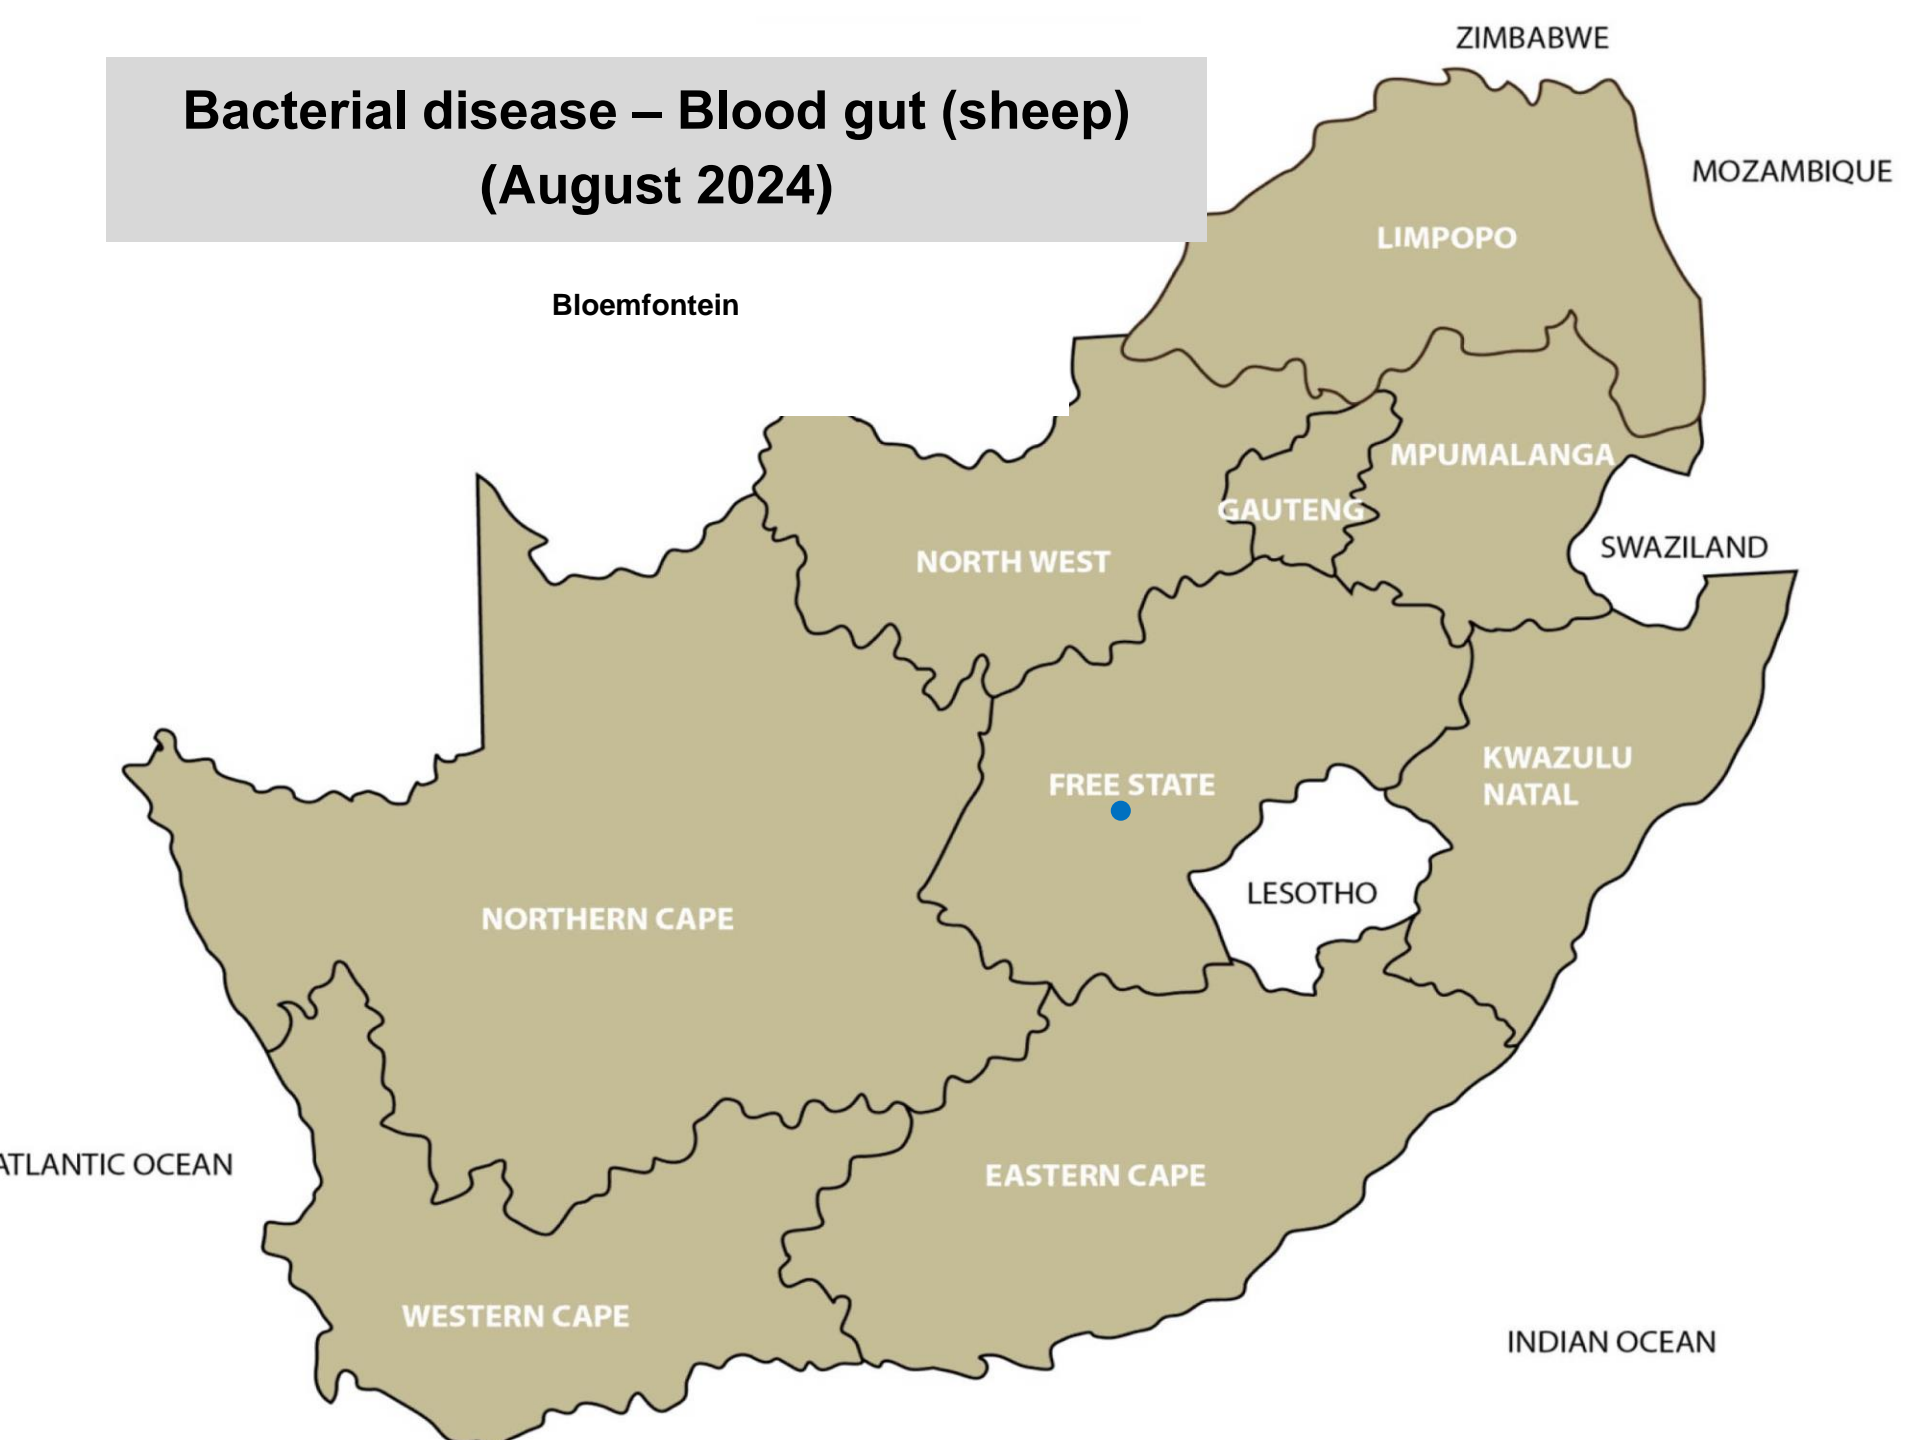 ZIMBABWE
Bacterial disease – Blood gut (sheep)
(August 2024)
MOZAMBIQUE
LIMPOPO
Bloemfontein
MPUMALANGA
GAUTENG
SWAZILAND
NORTH WEST
KWAZULU
NATAL
FREE STATE
LESOTHO
NORTHERN CAPE
ATLANTIC OCEAN
EASTERN CAPE
WESTERN CAPE
INDIAN OCEAN